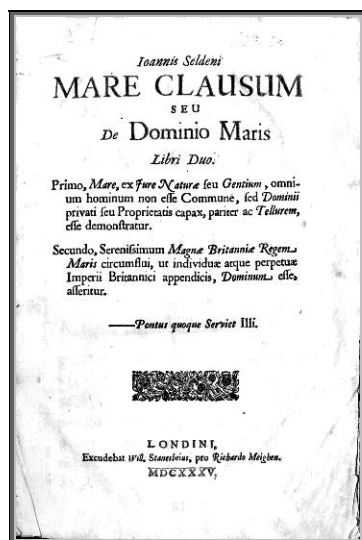 Ioannis Seldeni
MARE CLAUSUM
SEU
De Dominio Maris
Libri Duo.
Primo, Mare, ex Jure Naturæ seu Gentium, omni-
um hominum non esse Commune, sed Dominii
privati seu Proprietatis capax, pariter ac Tellurem,
esse demonstratur.
Secundo, Serenissimum Magnæ Britanniæ Regem
Maris circumflui, ut individuæ atque perpetuæ
Imperii Britannici appendicis, Dominum esse,
asseritur.
——Pontus quoque Serviet Illi.
LONDINI,
Excudebat Will. Stanesbeius, pro Richardo Meighen.
MDCXXXV.